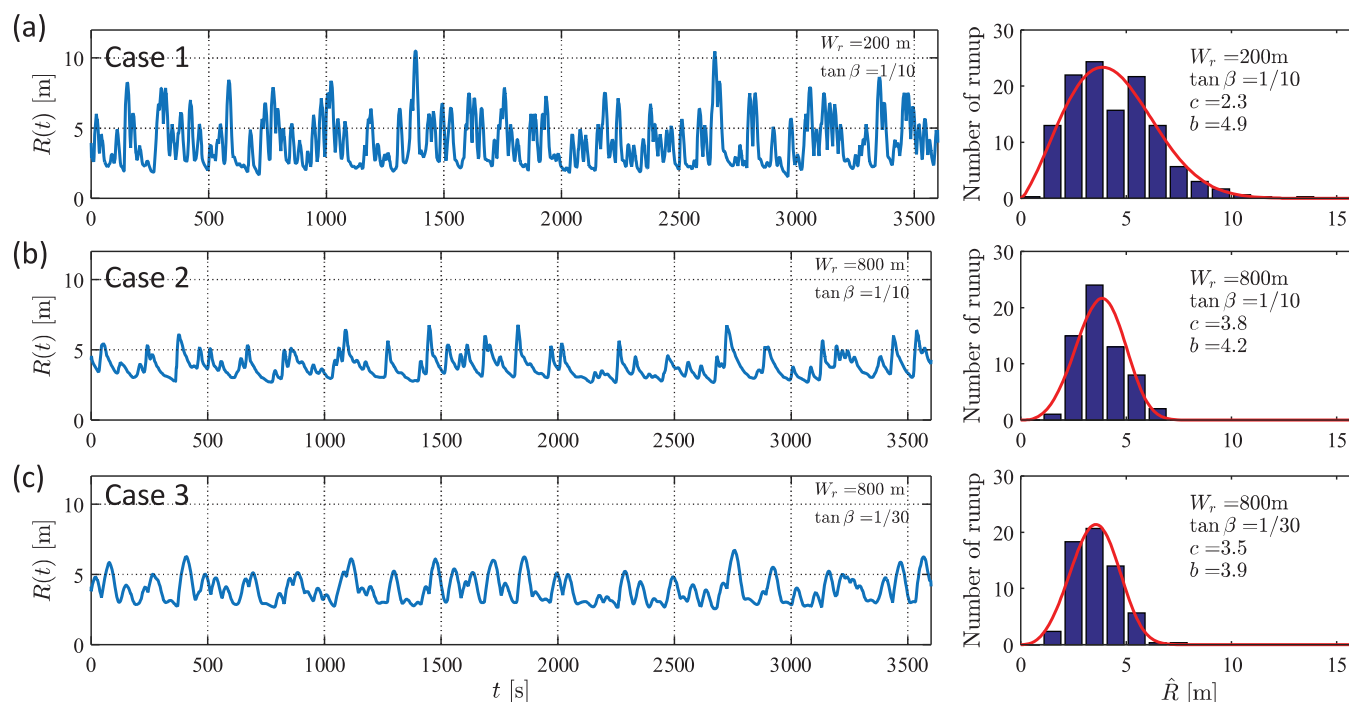 (a)
Case 1
W_r =200 m
tan β =1/10
R(t) [m]
10
5
0
0 500 1000 1500 2000 2500 3000 3500
Number of runup
30
20
10
0
0 5 10 15
W_r =200m
tan β =1/10
c =2.3
b =4.9
(b)
Case 2
W_r =800 m
tan β =1/10
R(t) [m]
10
5
0
0 500 1000 1500 2000 2500 3000 3500
Number of runup
30
20
10
0
0 5 10 15
W_r =800m
tan β =1/10
c =3.8
b =4.2
(c)
Case 3
W_r =800 m
tan β =1/30
R(t) [m]
10
5
0
0 500 1000 1500 2000 2500 3000 3500
t [s]
Number of runup
30
20
10
0
0 5 10 15
W_r =800m
tan β =1/30
c =3.5
b =3.9
R̂ [m]